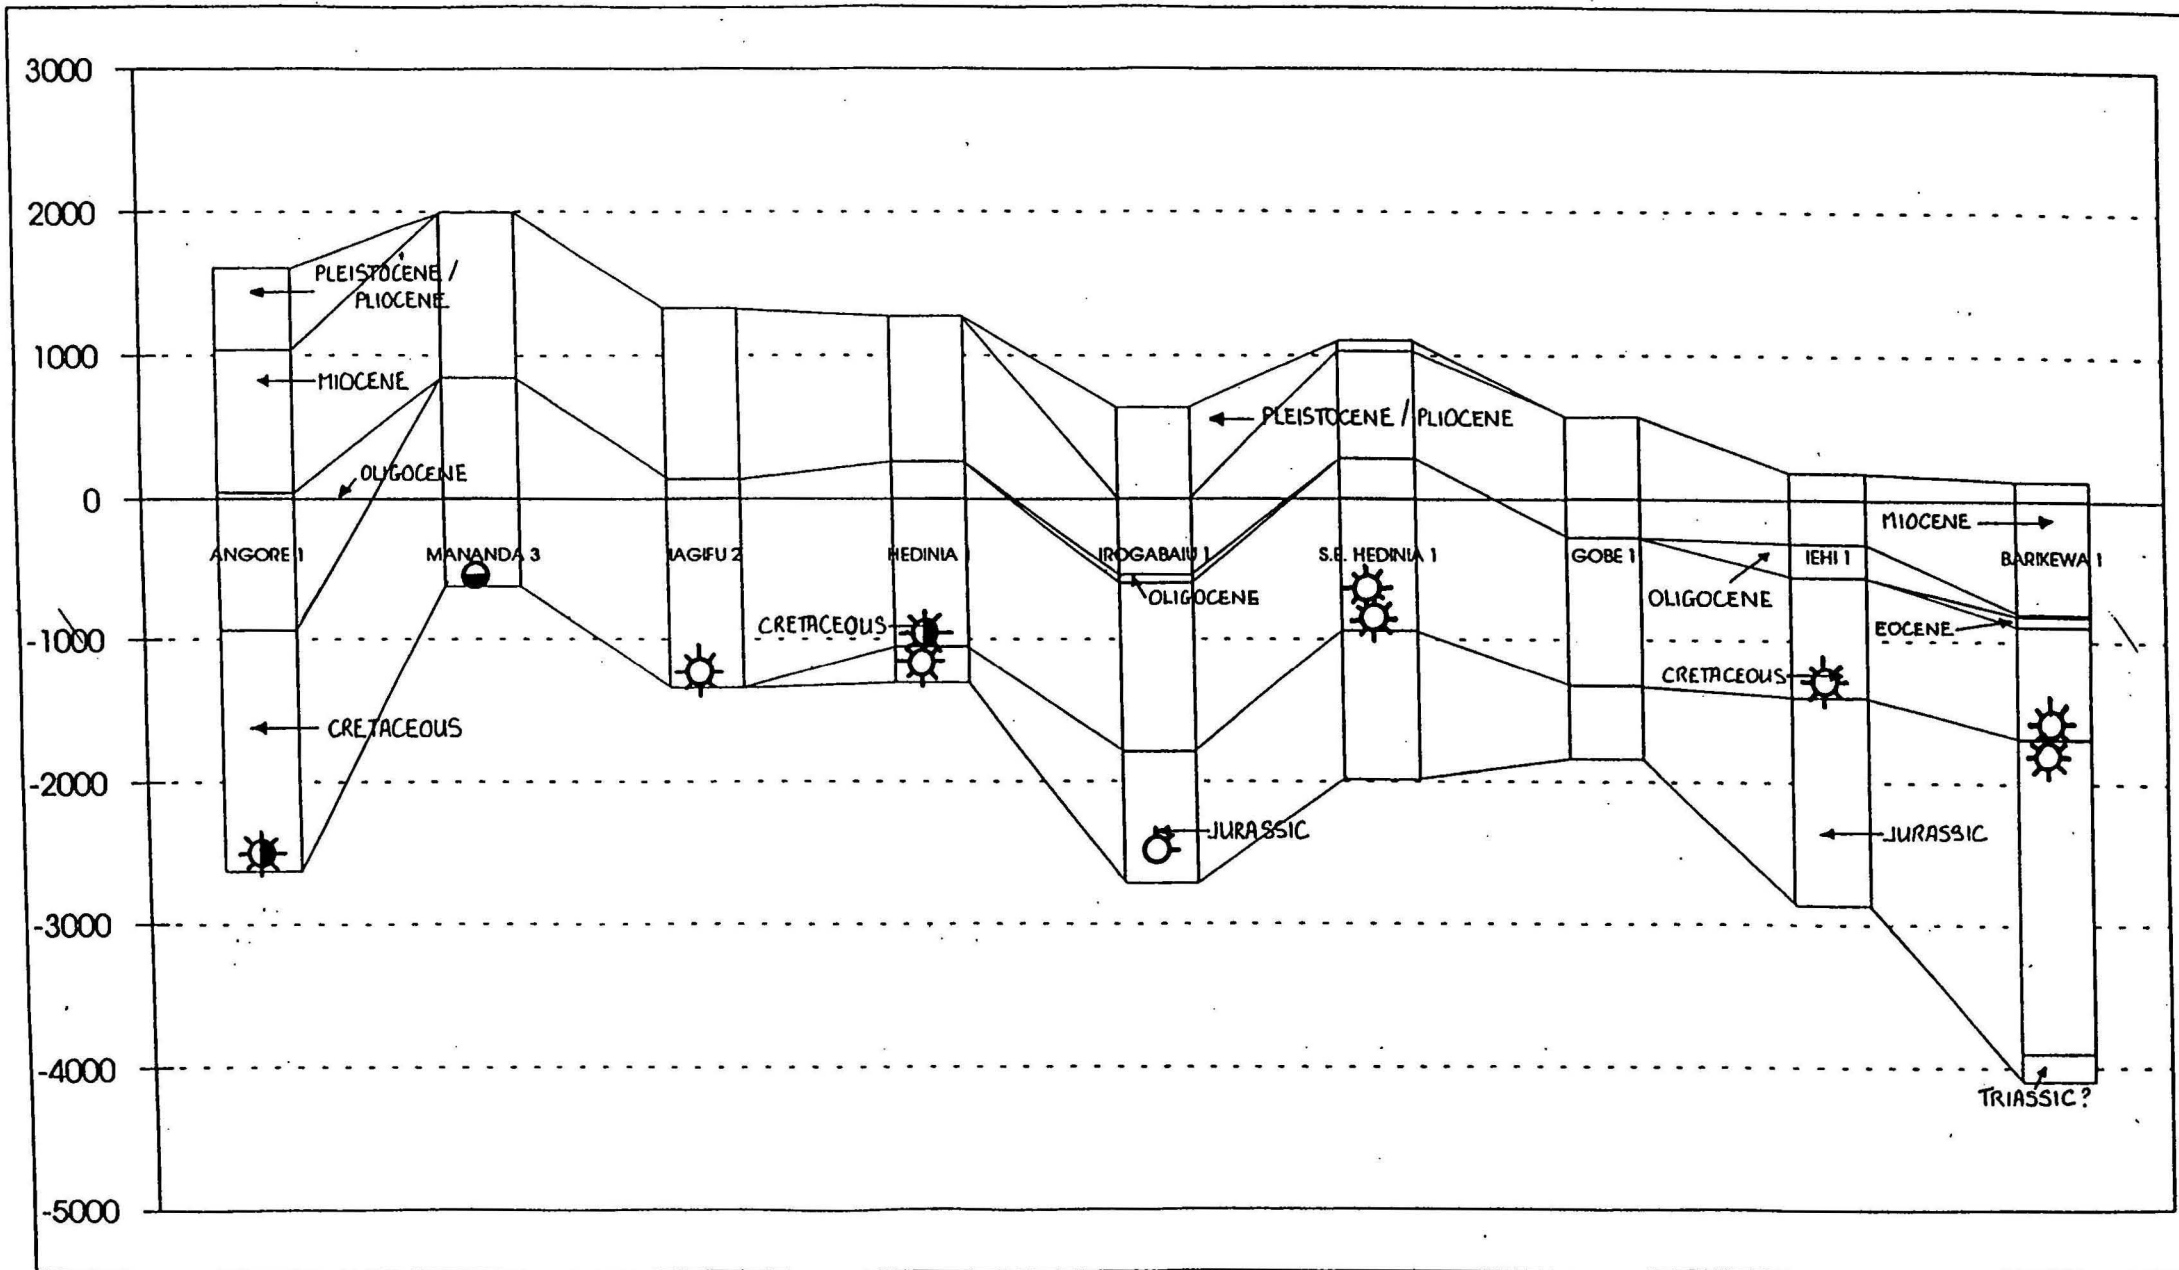 3000
2000
1000
0
-1000
-2000
-3000
-4000
-5000
PLEISTOCENE /
PLIOCENE
MIOCENE
OLIGOCENE
CRETACEOUS
ANGORE 1
MANANDA 3
IAGIFU 2
HEDINIA 1
IROGABAIU 1
S.E. HEDINIA 1
GOBE 1
IEHI 1
BARIKEWA 1
CRETACEOUS
PLEISTOCENE / PLIOCENE
OLIGOCENE
JURASSIC
OLIGOCENE
CRETACEOUS
JURASSIC
MIOCENE
EOCENE
TRIASSIC?